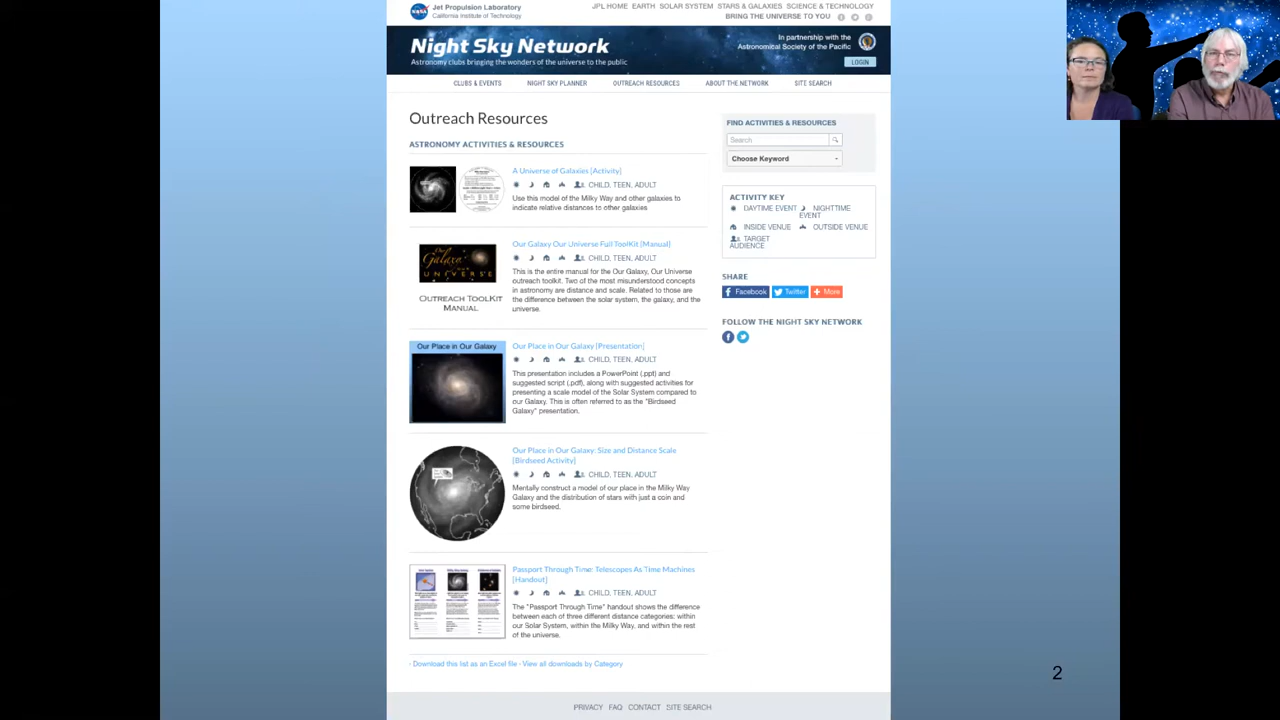 Jet Propulsion Laboratory
California Institute of Technology
JPL HOME EARTH SOLAR SYSTEM STARS & GALAXIES SCIENCE & TECHNOLOGY
BRING THE UNIVERSE TO YOU
Night Sky Network
Astronomy clubs bringing the wonders of the universe to the public
In partnership with the
Astronomical Society of the Pacific
LOGIN
CLUBS & EVENTS NIGHT SKY PLANNER OUTREACH RESOURCES ABOUT THE NETWORK SITE SEARCH
Outreach Resources
ASTRONOMY ACTIVITIES & RESOURCES
A Universe of Galaxies [Activity]
CHILD, TEEN, ADULT
Use this model of the Milky Way and other galaxies to
indicate relative distances to other galaxies
Our Galaxy
UNIVERSE
OUTREACH TOOLKIT
MANUAL
Our Galaxy Our Universe Full ToolKit [Manual]
CHILD, TEEN, ADULT
This is the entire manual for the Our Galaxy, Our Universe
outreach toolkit. Two of the most misunderstood concepts
in astronomy are distance and scale. Related to those are
the difference between the solar system, the galaxy, and the
universe.
Our Place in Our Galaxy
Our Place in Our Galaxy [Presentation]
CHILD, TEEN, ADULT
This presentation includes a PowerPoint (.ppt) and
suggested script (.pdf), along with suggested activities for
presenting a scale model of the Solar System compared to
our Galaxy. This is often referred to as the "Birdseed
Galaxy" presentation.
Our Place in Our Galaxy: Size and Distance Scale
[Birdseed Activity]
CHILD, TEEN, ADULT
Mentally construct a model of our place in the Milky Way
Galaxy and the distribution of stars with just a coin and
some birdseed.
Passport Through Time: Telescopes As Time Machines
[Handout]
CHILD, TEEN, ADULT
The "Passport Through Time" handout shows the difference
between each of three different distance categories: within
our Solar System, within the Milky Way, and within the rest
of the universe.
Download this list as an Excel file - View all downloads by Category
FIND ACTIVITIES & RESOURCES
Search
Choose Keyword
ACTIVITY KEY
DAYTIME EVENT NIGHTTIME
EVENT
INSIDE VENUE OUTSIDE VENUE
TARGET
AUDIENCE
SHARE
Facebook Twitter More
FOLLOW THE NIGHT SKY NETWORK
2
PRIVACY FAQ CONTACT SITE SEARCH